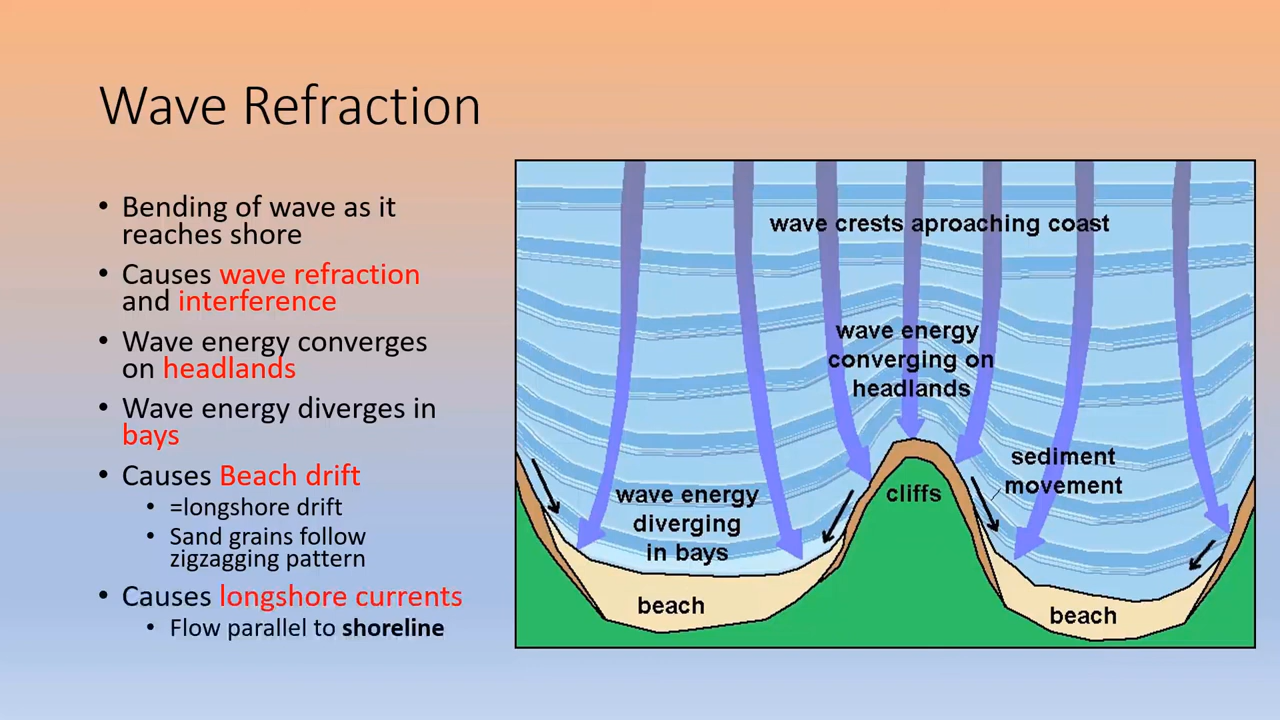 Wave Refraction
• Bending of wave as it
reaches shore
• Causes wave refraction
and interference
• Wave energy converges
on headlands
• Wave energy diverges in
bays
• Causes Beach drift
• =longshore drift
• Sand grains follow
zigzagging pattern
• Causes longshore currents
• Flow parallel to shoreline
wave crests aproaching coast
wave energy
converging on
headlands
sediment
movement
cliffs
wave energy
diverging
in bays
beach
beach